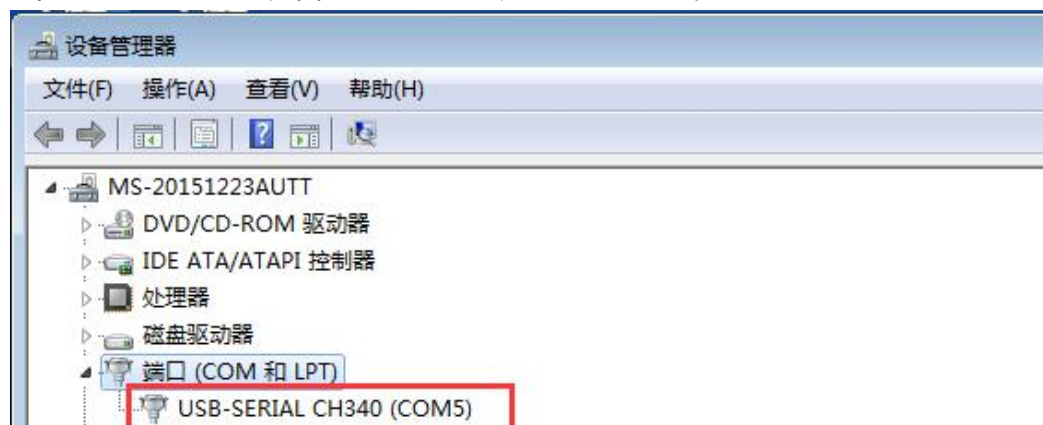 设备管理器
文件(F) 操作(A) 查看(V) 帮助(H)
MS-20151223AUTT
DVD/CD-ROM 驱动器
IDE ATA/ATAPI 控制器
处理器
磁盘驱动器
端口 (COM 和 LPT)
USB-SERIAL CH340 (COM5)